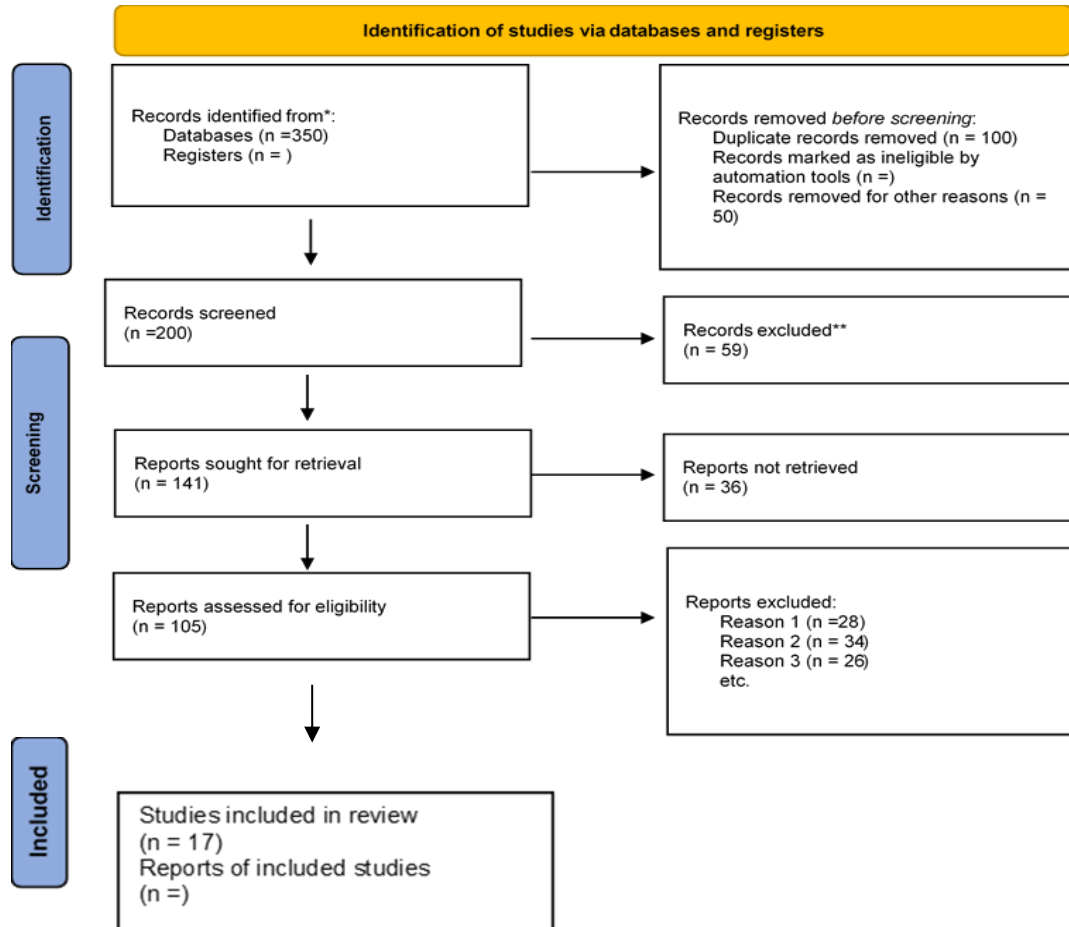 Identification of studies via databases and registers
Identification
Records identified from*:
Databases (n =350)
Registers (n = )
Records removed before screening:
Duplicate records removed (n = 100)
Records marked as ineligible by
automation tools (n =)
Records removed for other reasons (n =
50)
Screening
Records screened
(n =200)
Records excluded**
(n = 59)
Reports sought for retrieval
(n = 141)
Reports not retrieved
(n = 36)
Reports assessed for eligibility
(n = 105)
Reports excluded:
Reason 1 (n =28)
Reason 2 (n = 34)
Reason 3 (n = 26)
etc.
Included
Studies included in review
(n = 17)
Reports of included studies
(n =)